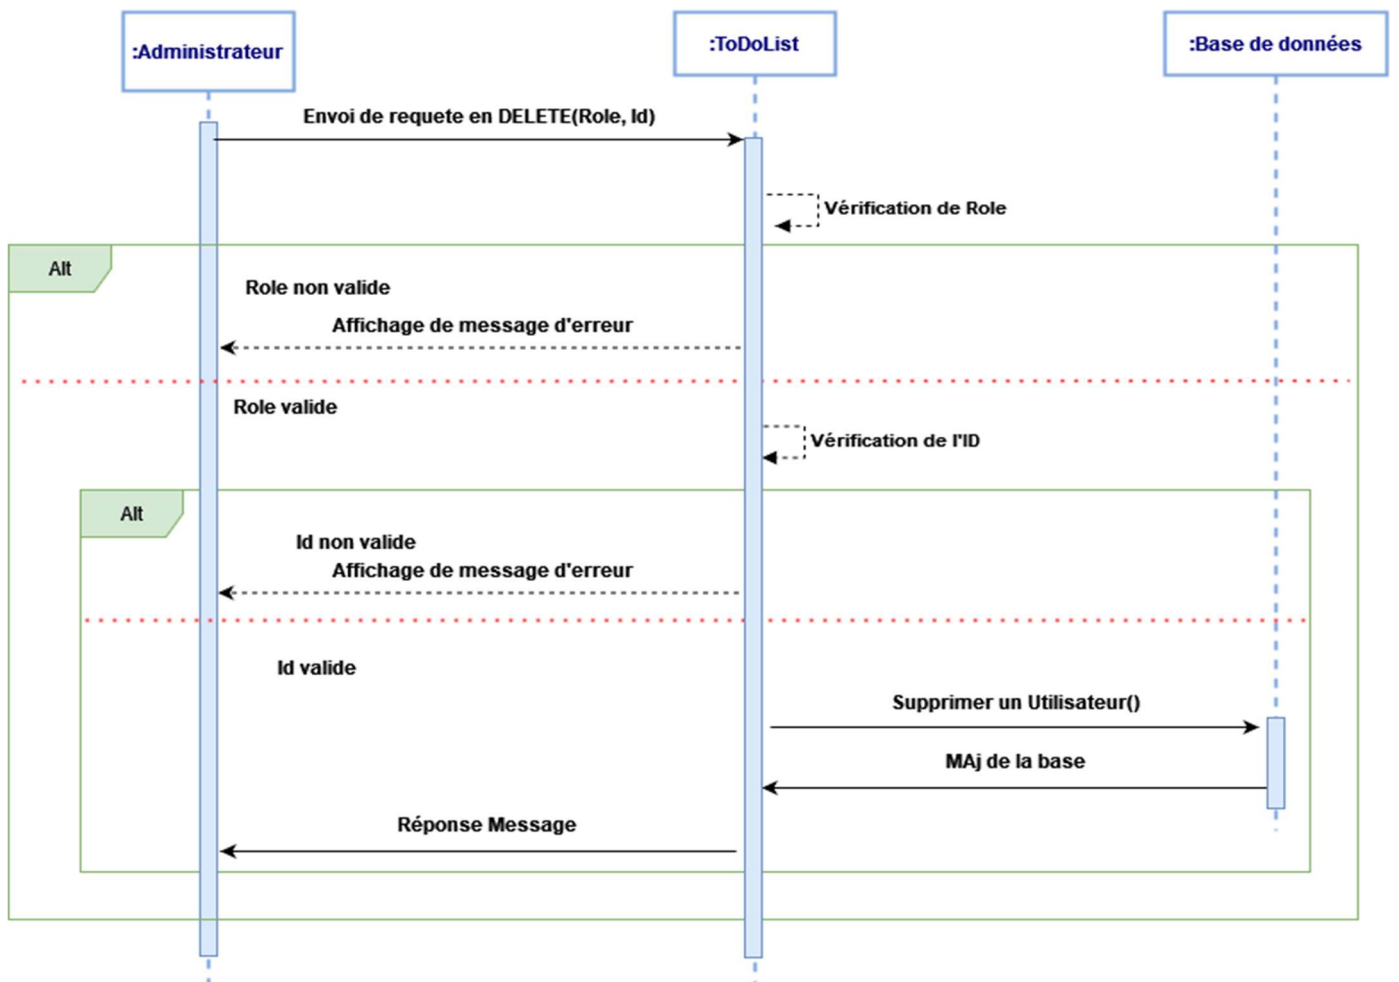 :Administrateur
:ToDoList
:Base de données
Envoi de requete en DELETE(Role, Id)
Vérification de Role
Alt
Role non valide
Affichage de message d'erreur
Role valide
Vérification de l'ID
Alt
Id non valide
Affichage de message d'erreur
Id valide
Supprimer un Utilisateur()
MAj de la base
Réponse Message